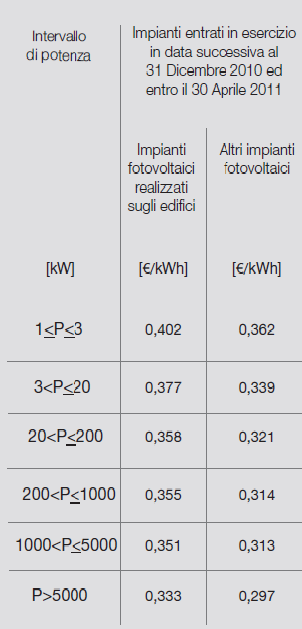 Intervallo
di potenza
Impianti entrati in esercizio
in data successiva al
31 Dicembre 2010 ed
entro il 30 Aprile 2011
Impianti
fotovoltaici
realizzati
sugli edifici
Altri impianti
fotovoltaici
[kW] [€/kWh] [€/kWh]
1≤P≤3 0,402 0,362
3<P≤20 0,377 0,339
20<P≤200 0,358 0,321
200<P≤1000 0,355 0,314
1000<P≤5000 0,351 0,313
P>5000 0,333 0,297